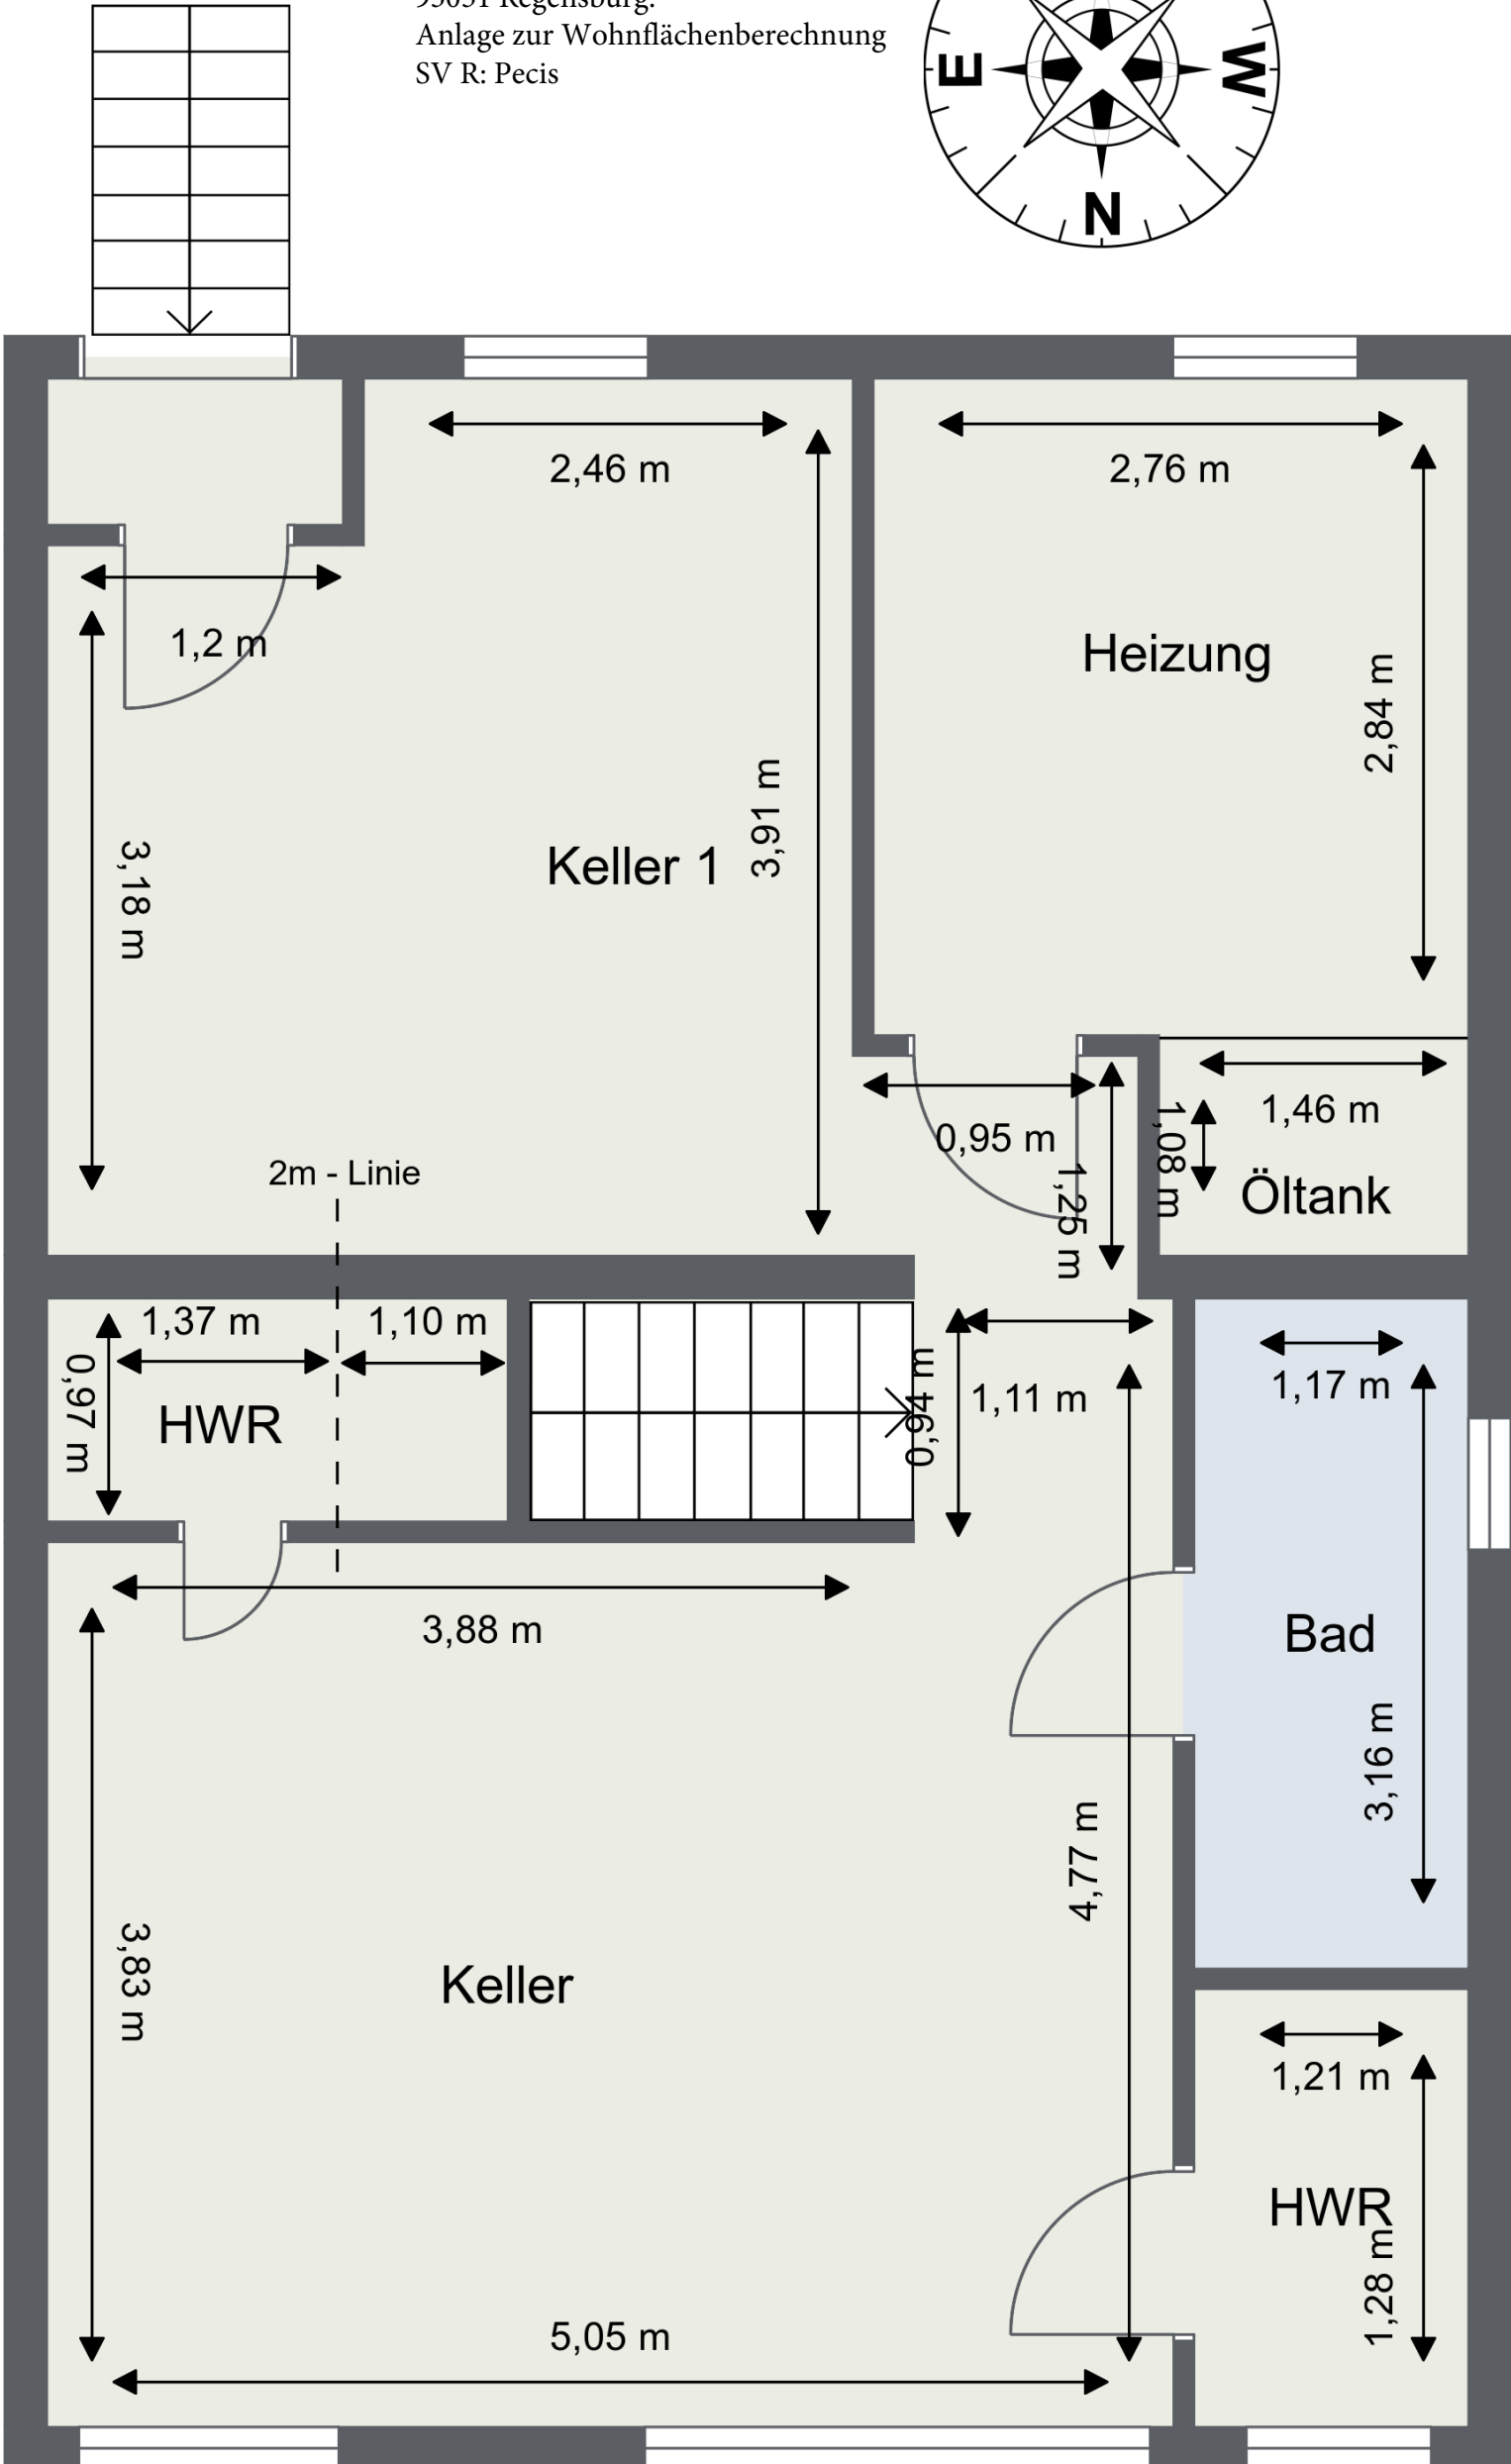 Regensburg.
Anlage zur Wohnflächenberechnung
SV R: Pecis
E
W
N
2,46 m
2,76 m
1,2 m
Heizung
2,84 m
3,91 m
Keller 1
3,18 m
1,46 m
0,95 m
1,08 m
1,25 m
Öltank
2m - Linie
1,37 m
1,10 m
0,97 m
HWR
0,94 m
1,11 m
1,17 m
3,88 m
Bad
3,16 m
4,77 m
3,83 m
Keller
1,21 m
HWR
1,28 m
5,05 m